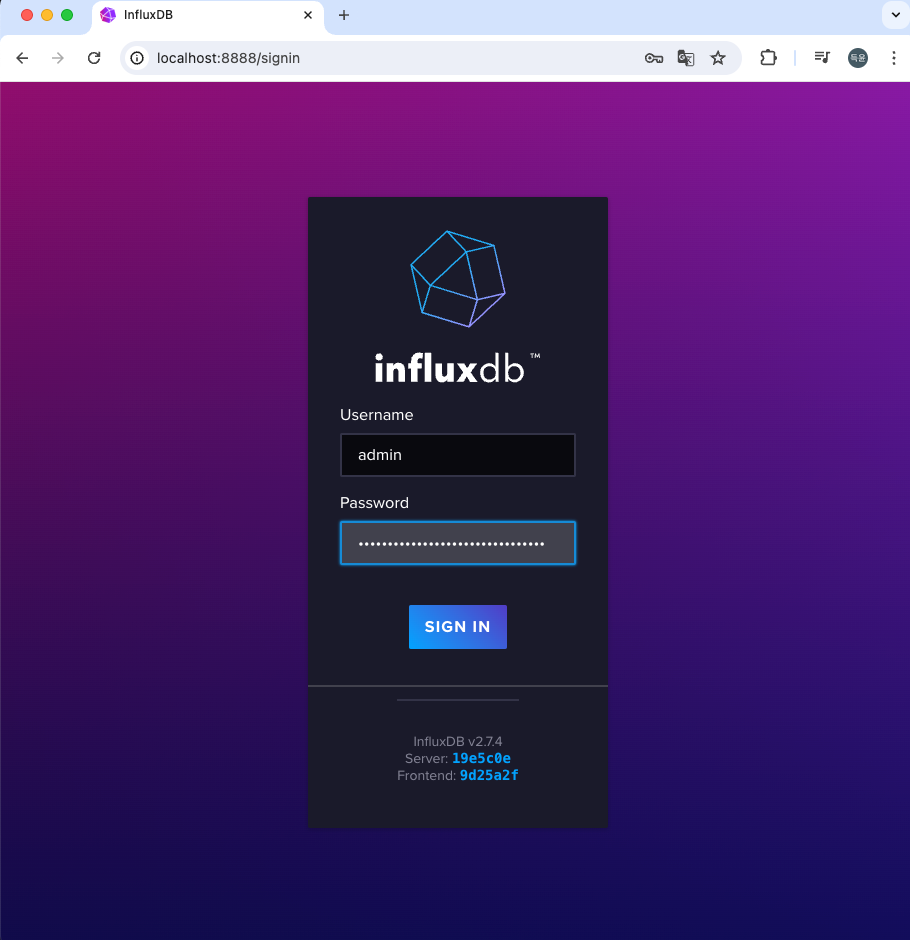 InfluxDB
localhost:8888/signin
득윤
influxdb™
Username
admin
Password
••••••••••••••••••••••••••••••••
SIGN IN
InfluxDB v2.7.4
Server: 19e5c0e
Frontend: 9d25a2f